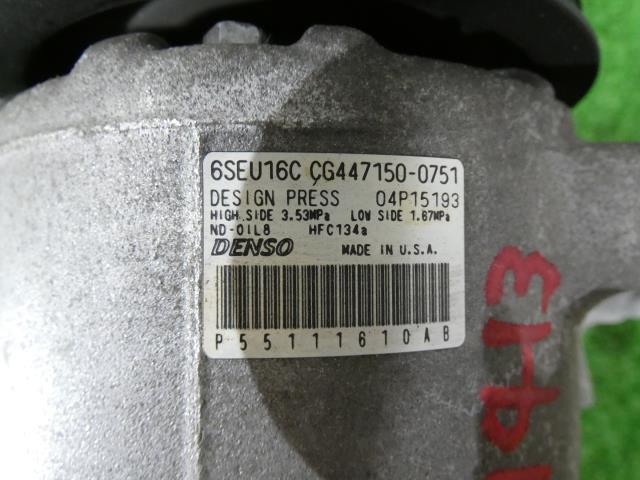 6SEU16C CG447150-0751
DESIGN PRESS 04P15193
HIGH SIDE 3.53MPa LOW SIDE 1.67MPa
ND-OIL8 HFC134a
DENSO MADE IN U.S.A.
P55111610AB